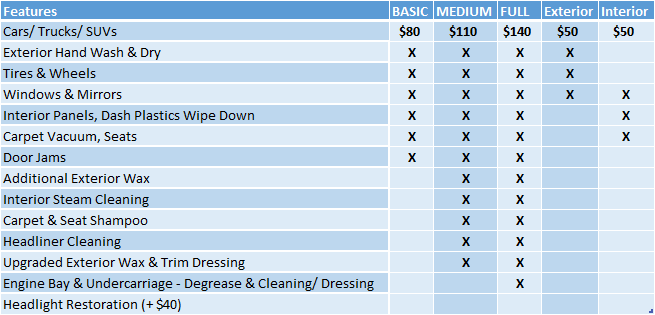 Features BASIC MEDIUM FULL Exterior Interior
Cars/ Trucks/ SUVs $80 $110 $140 $50 $50
Exterior Hand Wash & Dry X X X X
Tires & Wheels X X X X
Windows & Mirrors X X X X X
Interior Panels, Dash Plastics Wipe Down X X X X
Carpet Vacuum, Seats X X X X
Door Jams X X X
Additional Exterior Wax X X
Interior Steam Cleaning X X
Carpet & Seat Shampoo X X
Headliner Cleaning X X
Upgraded Exterior Wax & Trim Dressing X X
Engine Bay & Undercarriage - Degrease & Cleaning/ Dressing X
Headlight Restoration (+ $40)